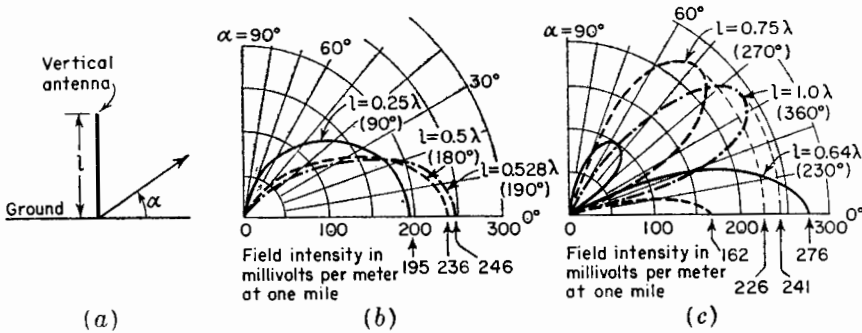 Vertical
antenna
l
α
Ground
(a)
α=90°
60°
30°
l=0.25λ
(90°)
l=0.5λ
(180°)
l=0.528λ
(190°)
0°
0 100 200 300
Field intensity in
millivolts per meter
at one mile
195 236 246
(b)
α=90°
60°
l=0.75λ
(270°)
l=1.0λ
(360°)
l=0.64λ
(230°)
0°
0 100 200 300
Field intensity in
millivolts per meter
at one mile
162
276
226 241
(c)